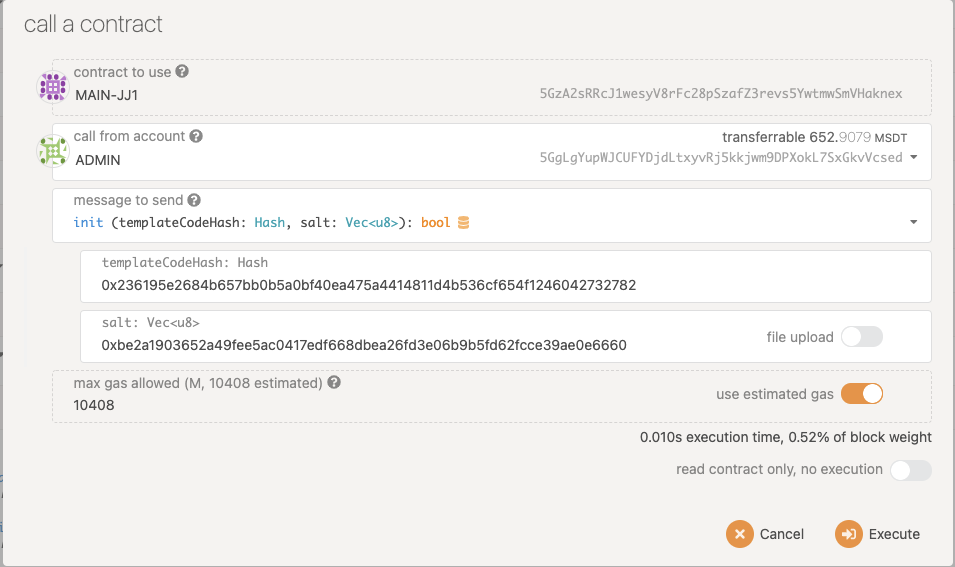 call a contract
contract to use
MAIN-JJ1
5GzA2sRRcJ1wesyV8rFc28pSzafZ3revs5YwtmwSmVHaknex
call from account
transferrable 652.9079 MSDT
ADMIN
5GgLgYupWJCUFYDjdLtxyvRj5kkjwm9DPXokL7SxGkvVcsed
message to send
init (templateCodeHash: Hash, salt: Vec<u8>): bool
templateCodeHash: Hash
0x236195e2684b657bb0b5a0bf40ea475a4414811d4b536cf654f1246042732782
salt: Vec<u8>
0xbe2a1903652a49fee5ac0417edf668dbea26fd3e06b9b5fd62fcce39ae0e6660
file upload
max gas allowed (M, 10408 estimated)
10408
use estimated gas
0.010s execution time, 0.52% of block weight
read contract only, no execution
Cancel
Execute